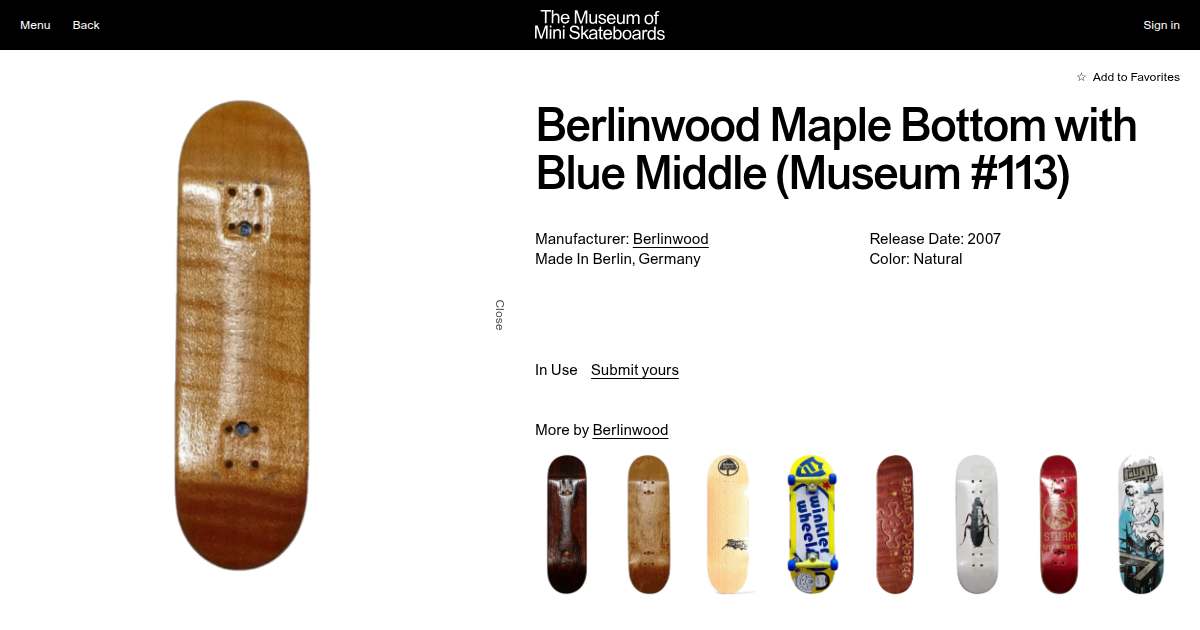 Menu
Back
The Museum of
Mini Skateboards
Sign in
☆ Add to Favorites
Berlinwood Maple Bottom with
Blue Middle (Museum #113)
Manufacturer: Berlinwood
Made In Berlin, Germany
Release Date: 2007
Color: Natural
Close
In Use
Submit yours
More by Berlinwood
winkler
wheels